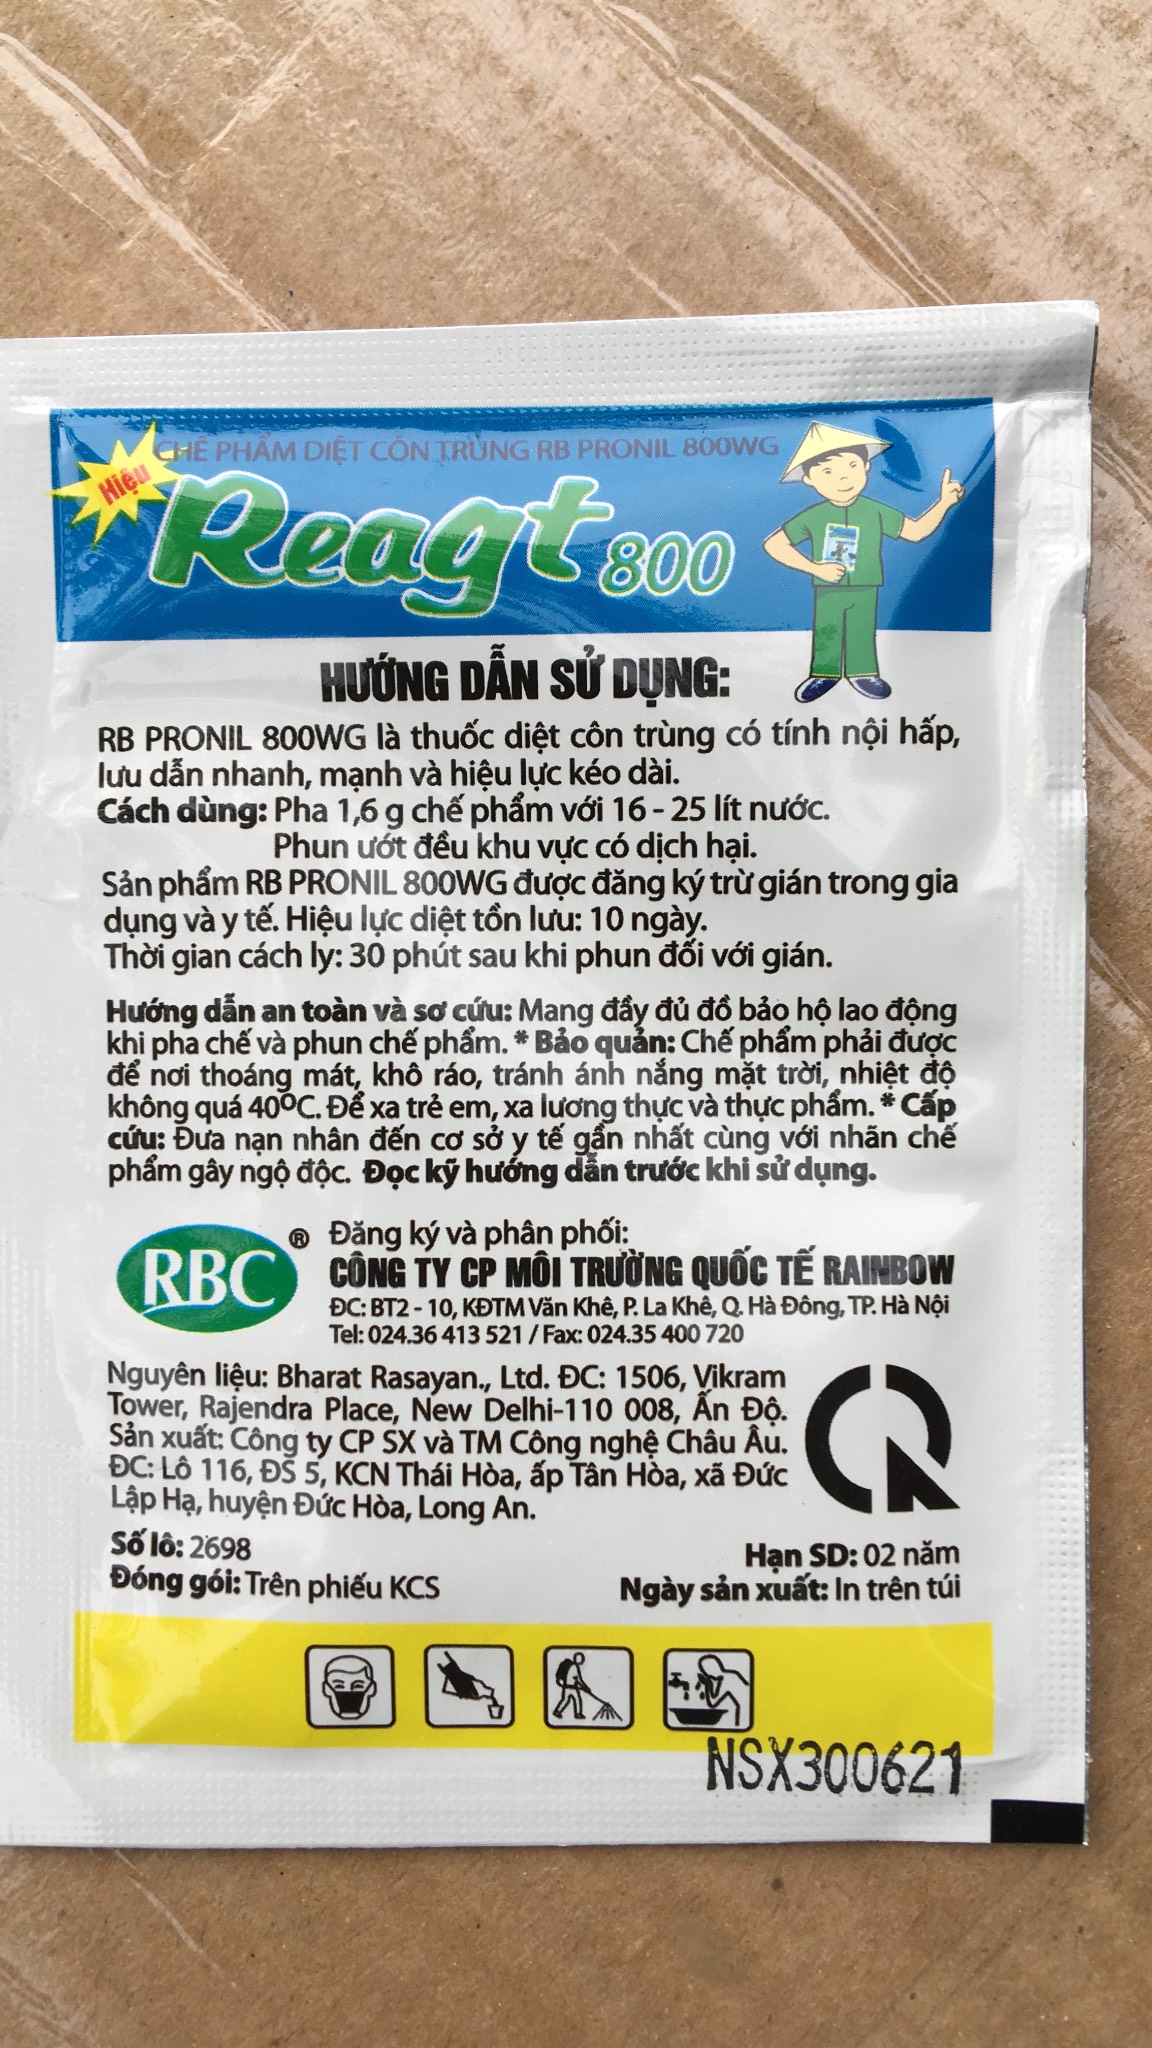 CHẾ PHẨM DIỆT CÔN TRÙNG RB PRONIL 800WG
Hiệu
Reagt 800
HƯỚNG DẪN SỬ DỤNG:
RB PRONIL 800WG là thuốc diệt côn trùng có tính nội hấp,
lưu dẫn nhanh, mạnh và hiệu lực kéo dài.
Cách dùng: Pha 1,6 g chế phẩm với 16 - 25 lít nước.
Phun ướt đều khu vực có dịch hại.
Sản phẩm RB PRONIL 800WG được đăng ký trừ gián trong gia
dụng và y tế. Hiệu lực diệt tồn lưu: 10 ngày.
Thời gian cách ly: 30 phút sau khi phun đối với gián.
Hướng dẫn an toàn và sơ cứu: Mang đầy đủ đồ bảo hộ lao động
khi pha chế và phun chế phẩm. * Bảo quản: Chế phẩm phải được
để nơi thoáng mát, khô ráo, tránh ánh nắng mặt trời, nhiệt độ
không quá 40ºC. Để xa trẻ em, xa lương thực và thực phẩm. * Cấp
cứu: Đưa nạn nhân đến cơ sở y tế gần nhất cùng với nhãn chế
phẩm gây ngộ độc. Đọc kỹ hướng dẫn trước khi sử dụng.
RBC ® Đăng ký và phân phối:
CÔNG TY CP MÔI TRƯỜNG QUỐC TẾ RAINBOW
ĐC: BT2 - 10, KĐTM Văn Khê, P. La Khê, Q. Hà Đông, TP. Hà Nội
Tel: 024.36 413 521 / Fax: 024.35 400 720
Nguyên liệu: Bharat Rasayan., Ltd. ĐC: 1506, Vikram
Tower, Rajendra Place, New Delhi-110 008, Ấn Độ.
Sản xuất: Công ty CP SX và TM Công nghệ Châu Âu.
ĐC: Lô 116, ĐS 5, KCN Thái Hòa, ấp Tân Hòa, xã Đức
Lập Hạ, huyện Đức Hòa, Long An.
Số lô: 2698
Hạn SD: 02 năm
Đóng gói: Trên phiếu KCS
Ngày sản xuất: In trên túi
NSX300621